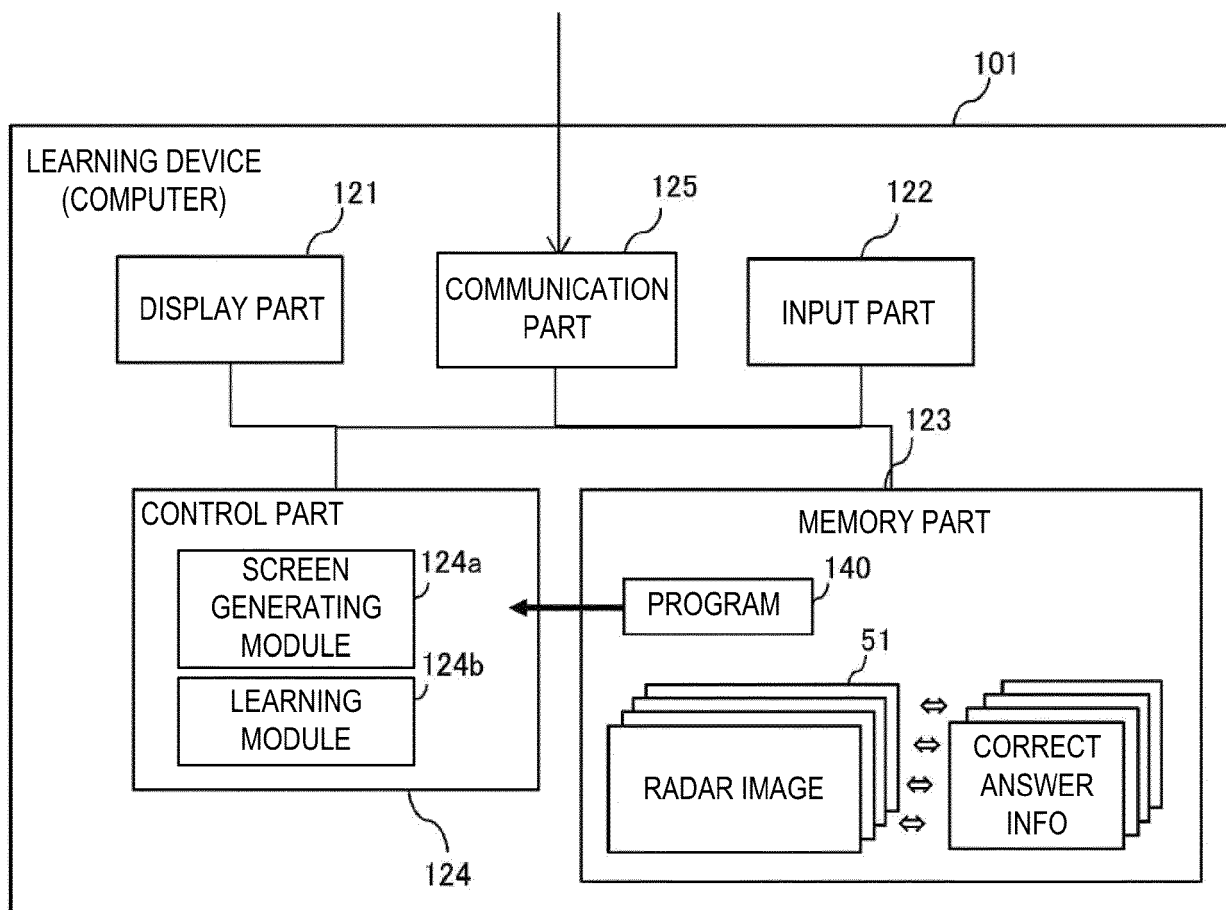 101
LEARNING DEVICE
(COMPUTER)
121
125
122
DISPLAY PART
COMMUNICATION
PART
INPUT PART
123
CONTROL PART
MEMORY PART
SCREEN
GENERATING
MODULE
124a
140
PROGRAM
124b
LEARNING
MODULE
51
RADAR IMAGE
CORRECT
ANSWER
INFO
124